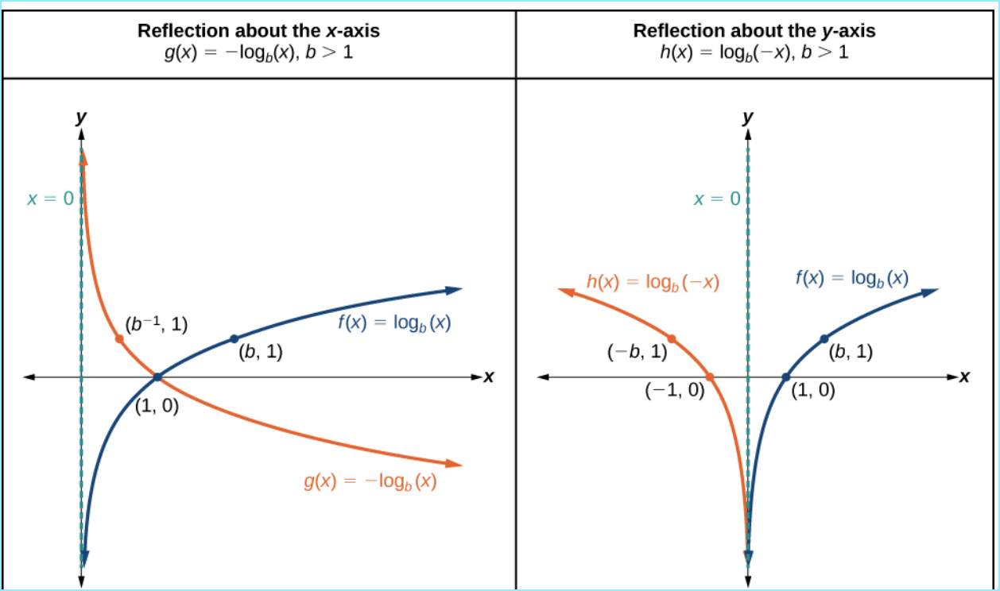 Reflection about the x-axis
g(x) = −log_b(x), b > 1
Reflection about the y-axis
h(x) = log_b(−x), b > 1
y
x = 0
(b⁻¹, 1)
f(x) = log_b(x)
(b, 1)
x
(1, 0)
g(x) = −log_b(x)
y
x = 0
h(x) = log_b(−x)
f(x) = log_b(x)
(−b, 1)
(b, 1)
x
(−1, 0)
(1, 0)